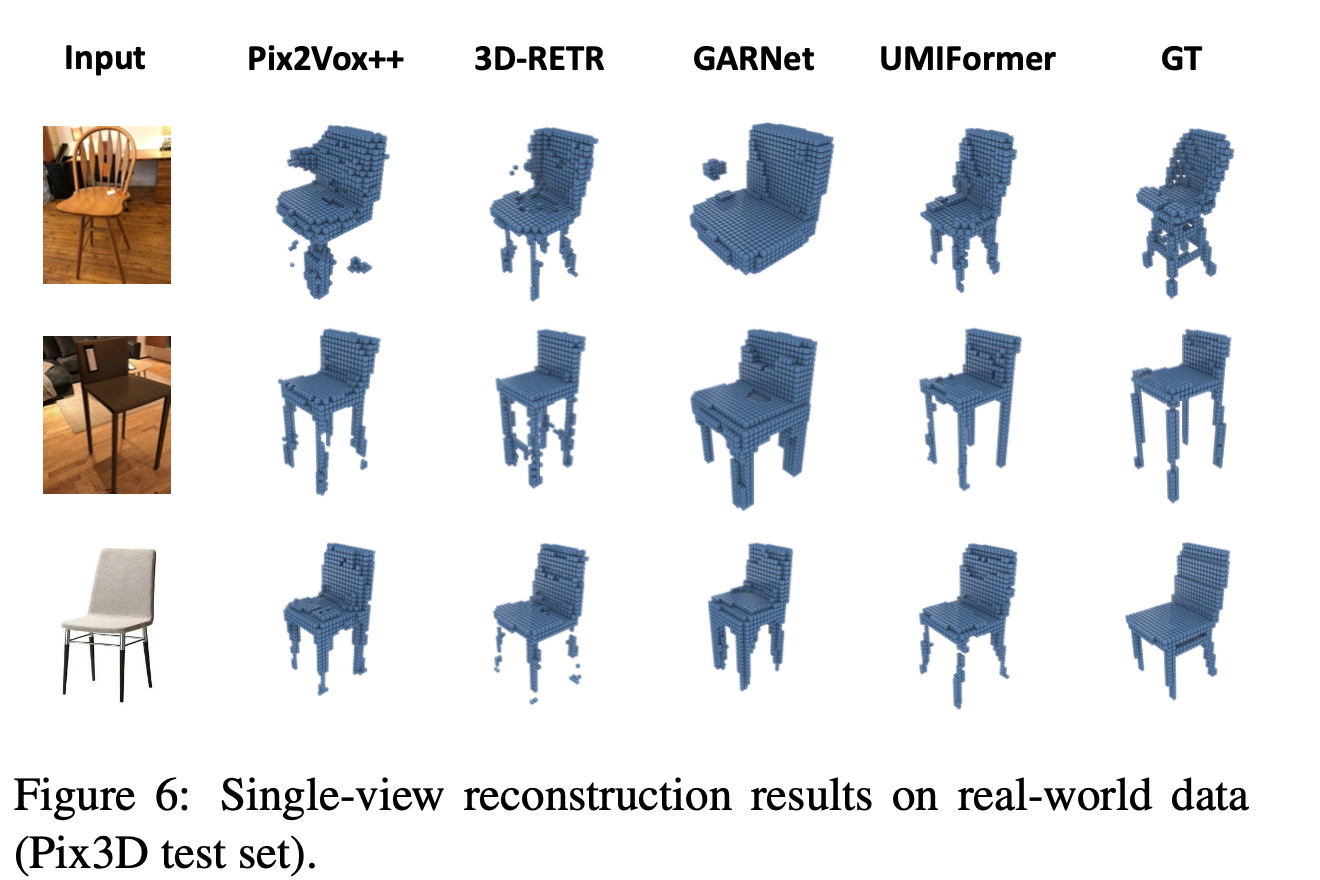 Input Pix2Vox++ 3D-RETR GARNet UMIFormer GT
Figure 6: Single-view reconstruction results on real-world data
(Pix3D test set).